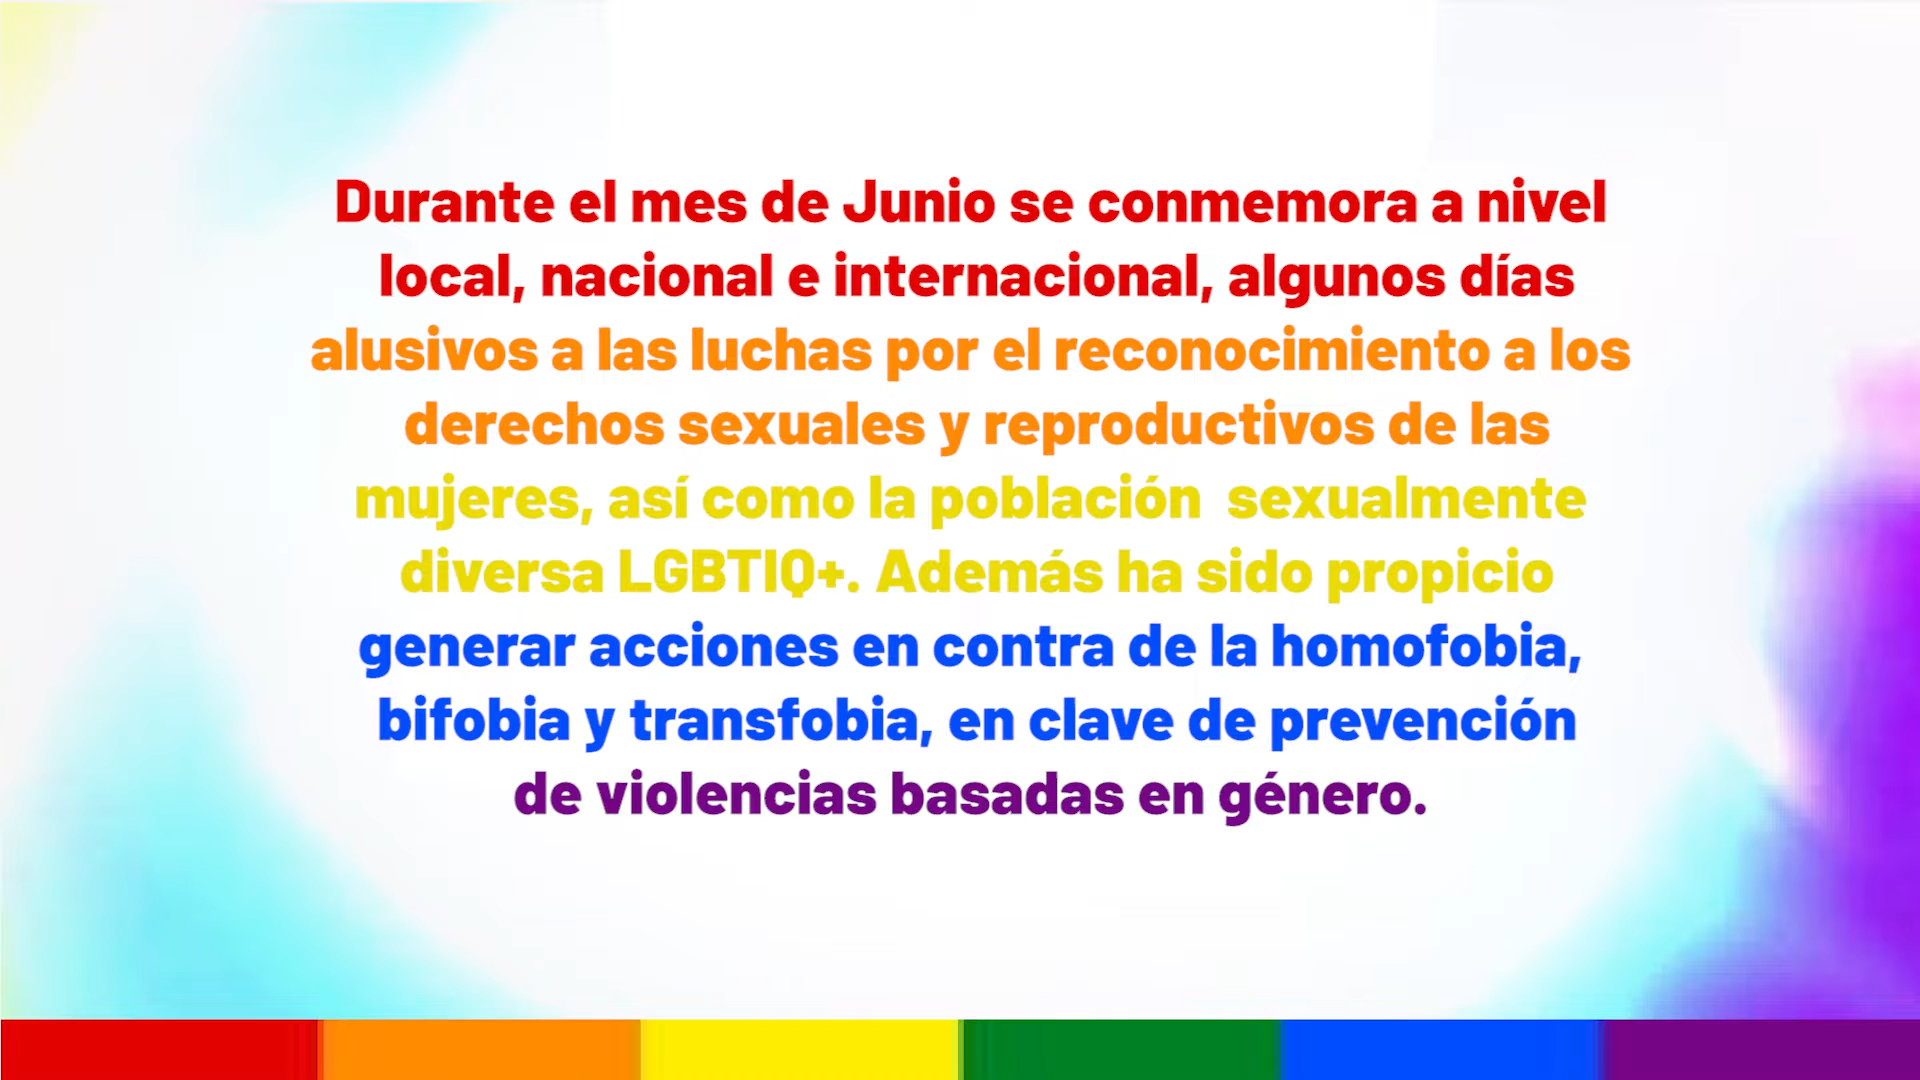 Durante el mes de Junio se conmemora a nivel
local, nacional e internacional, algunos días
alusivos a las luchas por el reconocimiento a los
derechos sexuales y reproductivos de las
mujeres, así como la población  sexualmente
diversa LGBTIQ+. Además ha sido propicio
generar acciones en contra de la homofobia,
bifobia y transfobia, en clave de prevención
de violencias basadas en género.